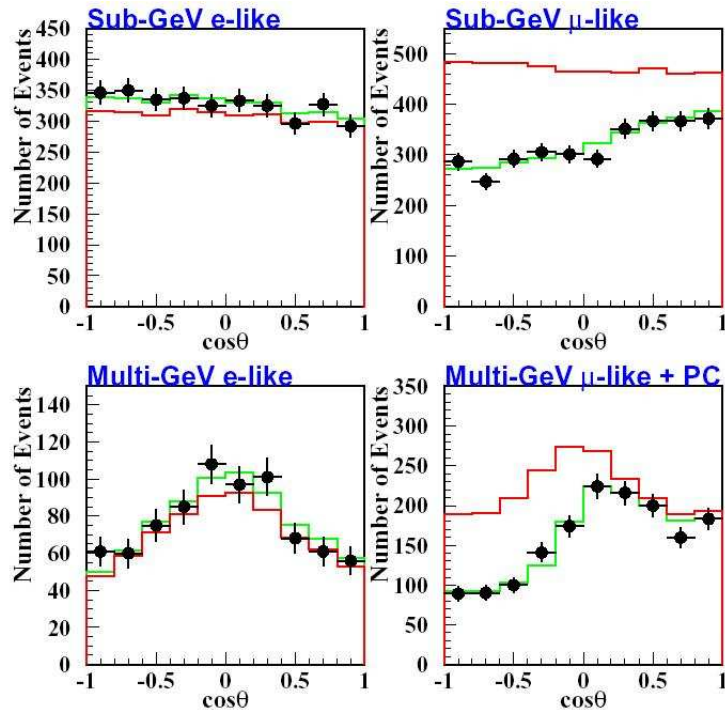 Sub-GeV e-like
Number of Events
450
400
350
300
250
200
150
100
50
0
-1 -0.5 0 0.5 1
cosθ
Sub-GeV μ-like
Number of Events
500
400
300
200
100
0
-1 -0.5 0 0.5 1
cosθ
Multi-GeV e-like
Number of Events
140
120
100
80
60
40
20
0
-1 -0.5 0 0.5 1
cosθ
Multi-GeV μ-like + PC
Number of Events
350
300
250
200
150
100
50
0
-1 -0.5 0 0.5 1
cosθ